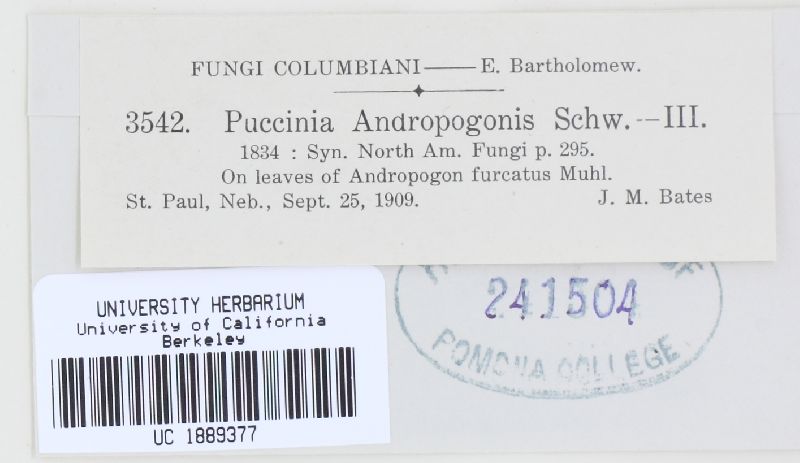 FUNGI COLUMBIANI—E. Bartholomew.
3542. Puccinia Andropogonis Schw.--III.
1834 : Syn. North Am. Fungi p. 295.
On leaves of Andropogon furcatus Muhl.
St. Paul, Neb., Sept. 25, 1909. J. M. Bates
241504
POMONA COLLEGE
UNIVERSITY HERBARIUM
University of California
Berkeley
UC 1889377